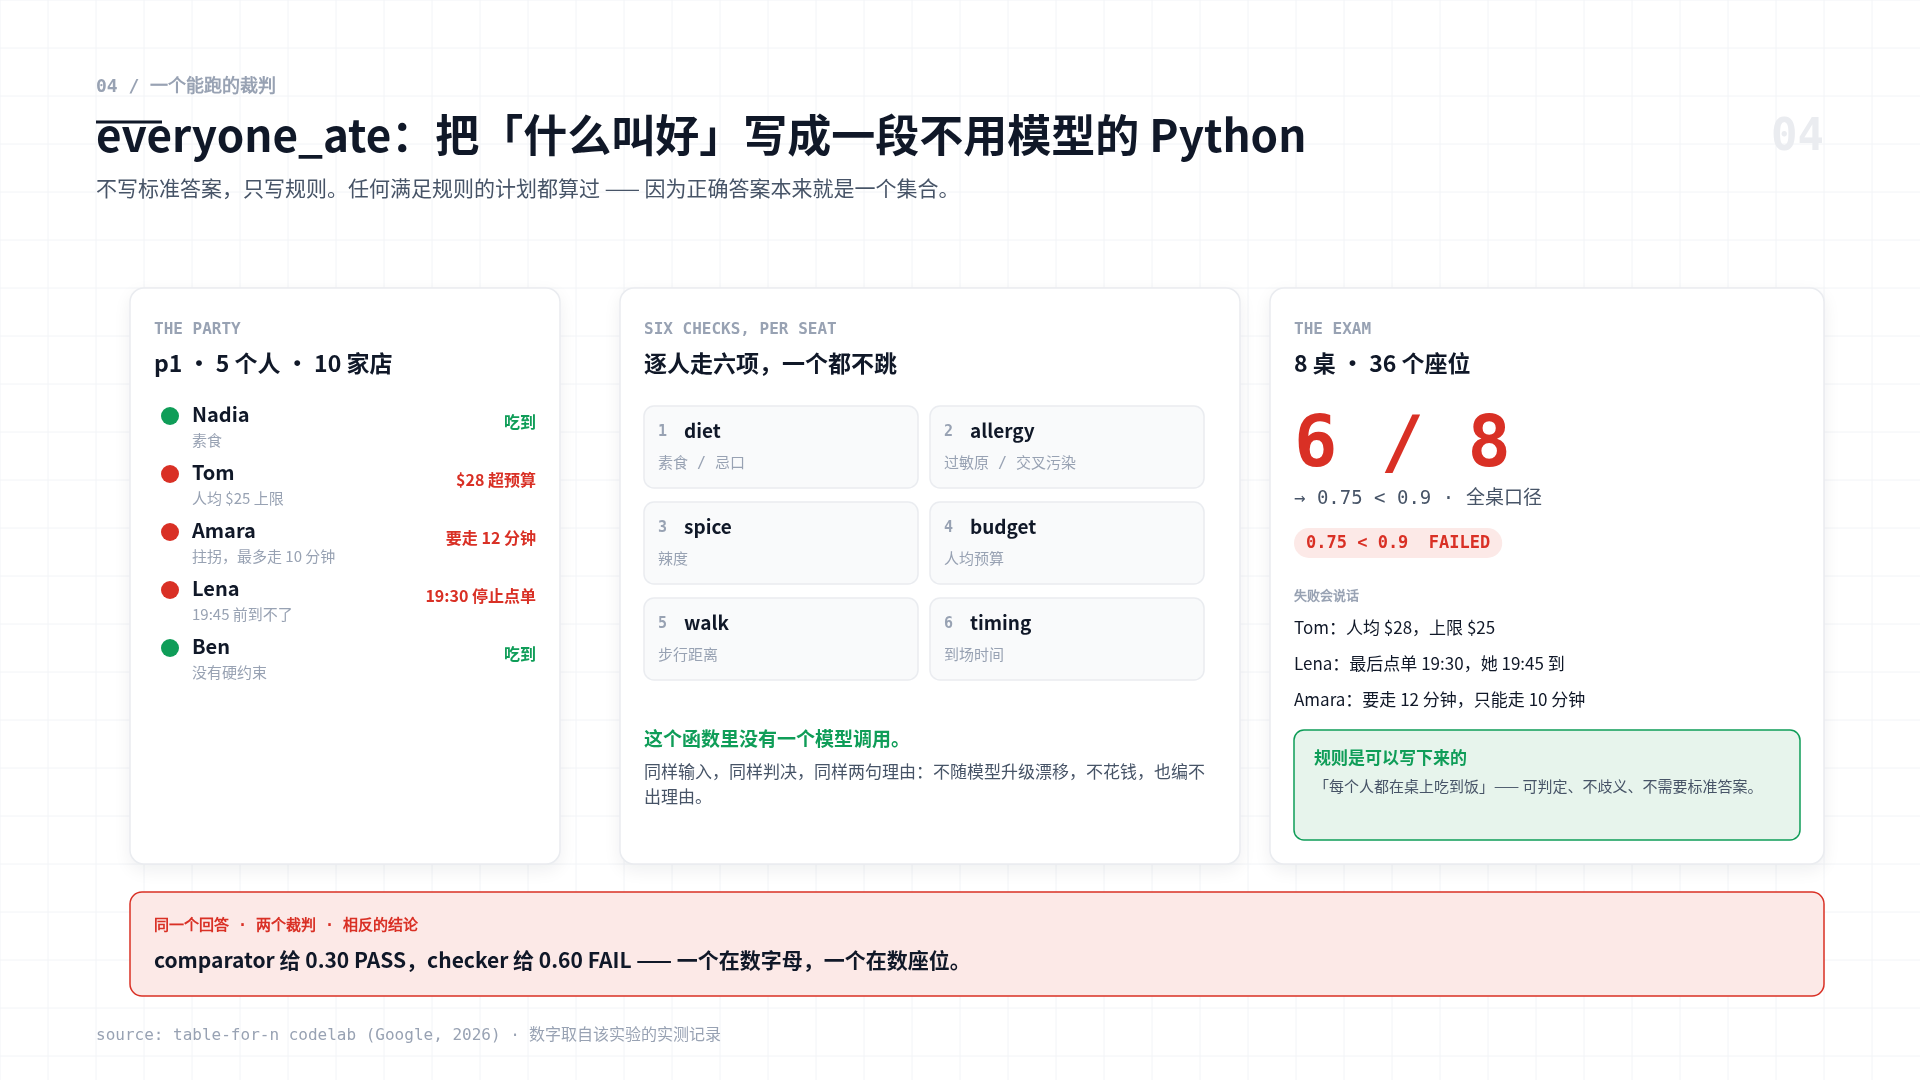 04 / 一个能跑的裁判
everyone_ate：把「什么叫好」写成一段不用模型的 Python
04
不写标准答案，只写规则。任何满足规则的计划都算过 —— 因为正确答案本来就是一个集合。
THE PARTY
p1 · 5 个人 · 10 家店
Nadia
吃到
素食
Tom
$28 超预算
人均 $25 上限
Amara
要走 12 分钟
拄拐，最多走 10 分钟
Lena
19:30 停止点单
19:45 前到不了
Ben
吃到
没有硬约束
SIX CHECKS, PER SEAT
逐人走六项，一个都不跳
1 diet
素食 / 忌口
2 allergy
过敏原 / 交叉污染
3 spice
辣度
4 budget
人均预算
5 walk
步行距离
6 timing
到场时间
这个函数里没有一个模型调用。
同样输入，同样判决，同样两句理由：不随模型升级漂移，不花钱，也编不
出理由。
THE EXAM
8 桌 · 36 个座位
6 / 8
→ 0.75 < 0.9 · 全桌口径
0.75 < 0.9 FAILED
失败会说话
Tom：人均 $28，上限 $25
Lena：最后点单 19:30，她 19:45 到
Amara：要走 12 分钟，只能走 10 分钟
规则是可以写下来的
「每个人都在桌上吃到饭」—— 可判定、不歧义、不需要标准答案。
同一个回答 · 两个裁判 · 相反的结论
comparator 给 0.30 PASS，checker 给 0.60 FAIL —— 一个在数字母，一个在数座位。
source: table-for-n codelab (Google, 2026) · 数字取自该实验的实测记录